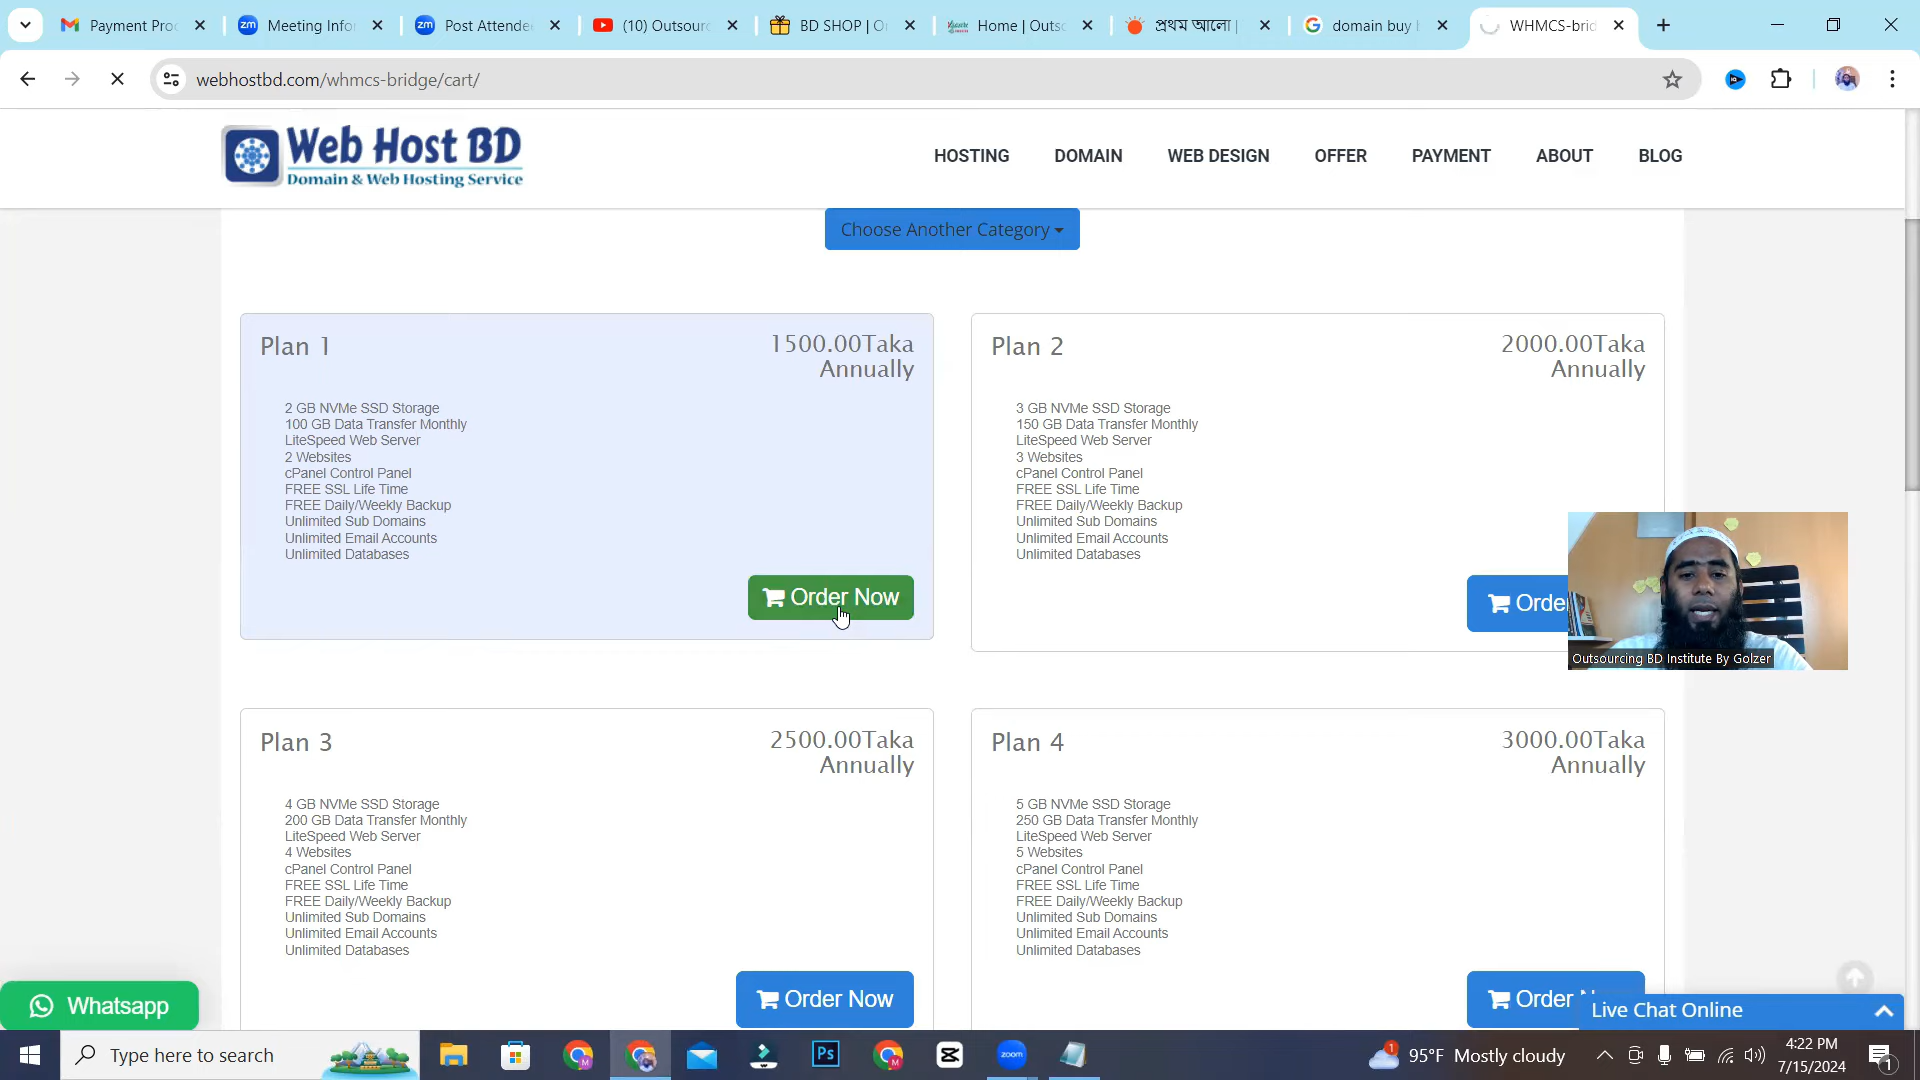 Payment Pro
Meeting Info
Post Attende
(10) Outsourc
BD SHOP | O
Home | Outso
প্রথম আলো |
domain buy
WHMCS-brid
webhostbd.com/whmcs-bridge/cart/
Web Host BD
Domain & Web Hosting Service
HOSTING
DOMAIN
WEB DESIGN
OFFER
PAYMENT
ABOUT
BLOG
Choose Another Category
Plan 1
1500.00Taka
Annually
2 GB NVMe SSD Storage
100 GB Data Transfer Monthly
LiteSpeed Web Server
2 Websites
cPanel Control Panel
FREE SSL Life Time
FREE Daily/Weekly Backup
Unlimited Sub Domains
Unlimited Email Accounts
Unlimited Databases
Order Now
Plan 2
2000.00Taka
Annually
3 GB NVMe SSD Storage
150 GB Data Transfer Monthly
LiteSpeed Web Server
3 Websites
cPanel Control Panel
FREE SSL Life Time
FREE Daily/Weekly Backup
Unlimited Sub Domains
Unlimited Email Accounts
Unlimited Databases
Orde
Outsourcing BD Institute By Golzer
Plan 3
2500.00Taka
Annually
4 GB NVMe SSD Storage
200 GB Data Transfer Monthly
LiteSpeed Web Server
4 Websites
cPanel Control Panel
FREE SSL Life Time
FREE Daily/Weekly Backup
Unlimited Sub Domains
Unlimited Email Accounts
Unlimited Databases
Order Now
Plan 4
3000.00Taka
Annually
5 GB NVMe SSD Storage
250 GB Data Transfer Monthly
LiteSpeed Web Server
5 Websites
cPanel Control Panel
FREE SSL Life Time
FREE Daily/Weekly Backup
Unlimited Sub Domains
Unlimited Email Accounts
Unlimited Databases
Order
Whatsapp
Live Chat Online
Type here to search
95°F Mostly cloudy
4:22 PM
7/15/2024